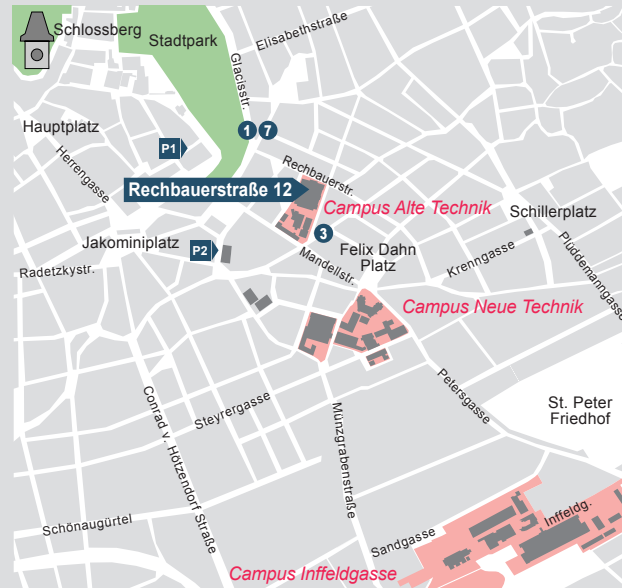 Schlossberg
Stadtpark
Elisabethstraße
Glacisstr.
Hauptplatz
1 7
P1
Herrengasse
Rechbauerstr.
Rechbauerstraße 12
Campus Alte Technik
Schillerplatz
3
Jakominiplatz
P2
Felix Dahn
Platz
Mandellstr.
Krenngasse
Plüddemanngasse
Radetzkystr.
Campus Neue Technik
Petersgasse
Steyrergasse
Münzgrabenstraße
Conrad v. Hötzendorf Straße
St. Peter
Friedhof
Schönaugürtel
Sandgasse
Inffeldg.
Campus Inffeldgasse